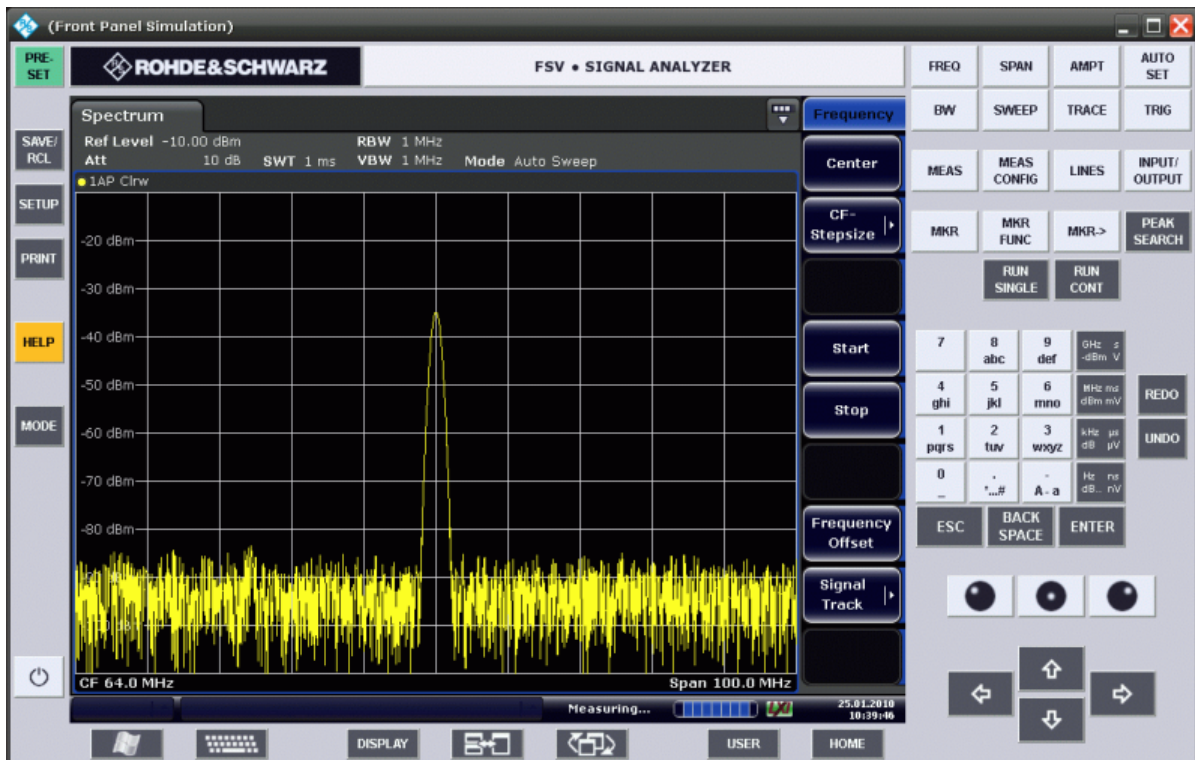 (Front Panel Simulation)
PRE-
SET
ROHDE&SCHWARZ
FSV • SIGNAL ANALYZER
FREQ
SPAN
AMPT
AUTO
SET
Spectrum
Frequency
BW
SWEEP
TRACE
TRIG
SAVE/
RCL
Ref Level -10.00 dBm
RBW 1 MHz
Att 10 dB SWT 1 ms VBW 1 MHz Mode Auto Sweep
1AP Clrw
Center
MEAS
MEAS
CONFIG
LINES
INPUT/
OUTPUT
SETUP
CF-
Stepsize
MKR
MKR
FUNC
MKR->
PEAK
SEARCH
-20 dBm
PRINT
RUN
SINGLE
RUN
CONT
-30 dBm
HELP
-40 dBm
Start
7
8
abc
9
def
GHz s
-dBm V
-50 dBm
Stop
4
ghi
5
jkl
6
mno
MHz ms
dBm mV
REDO
MODE
-60 dBm
1
pqrs
2
tuv
3
wxyz
kHz µs
dB µV
UNDO
-70 dBm
0
_
.
*...#
-
A - a
Hz ns
dB.. nV
-80 dBm
Frequency
Offset
ESC
BACK
SPACE
ENTER
Signal
Track
CF 64.0 MHz
Span 100.0 MHz
Measuring...
LXI
25.01.2010
10:39:46
DISPLAY
USER
HOME